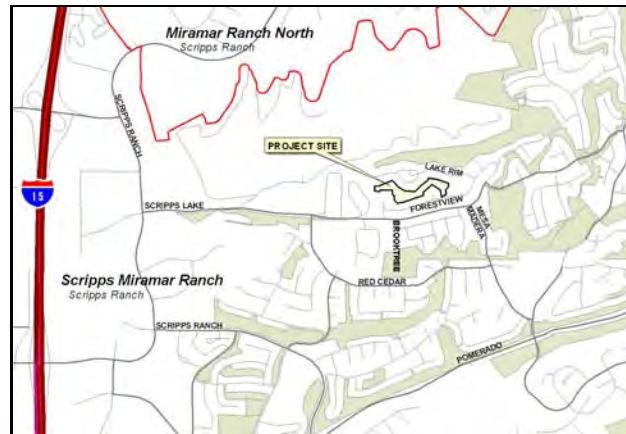 Miramar Ranch North
Scripps Ranch
SCRIPPS RANCH
PROJECT SITE
LAKE RIM
15
SCRIPPS LAKE
FORESTVIEW
MESA
MADERA
BROOKTREE
RED CEDAR
Scripps Miramar Ranch
Scripps Ranch
SCRIPPS RANCH
POMERADO